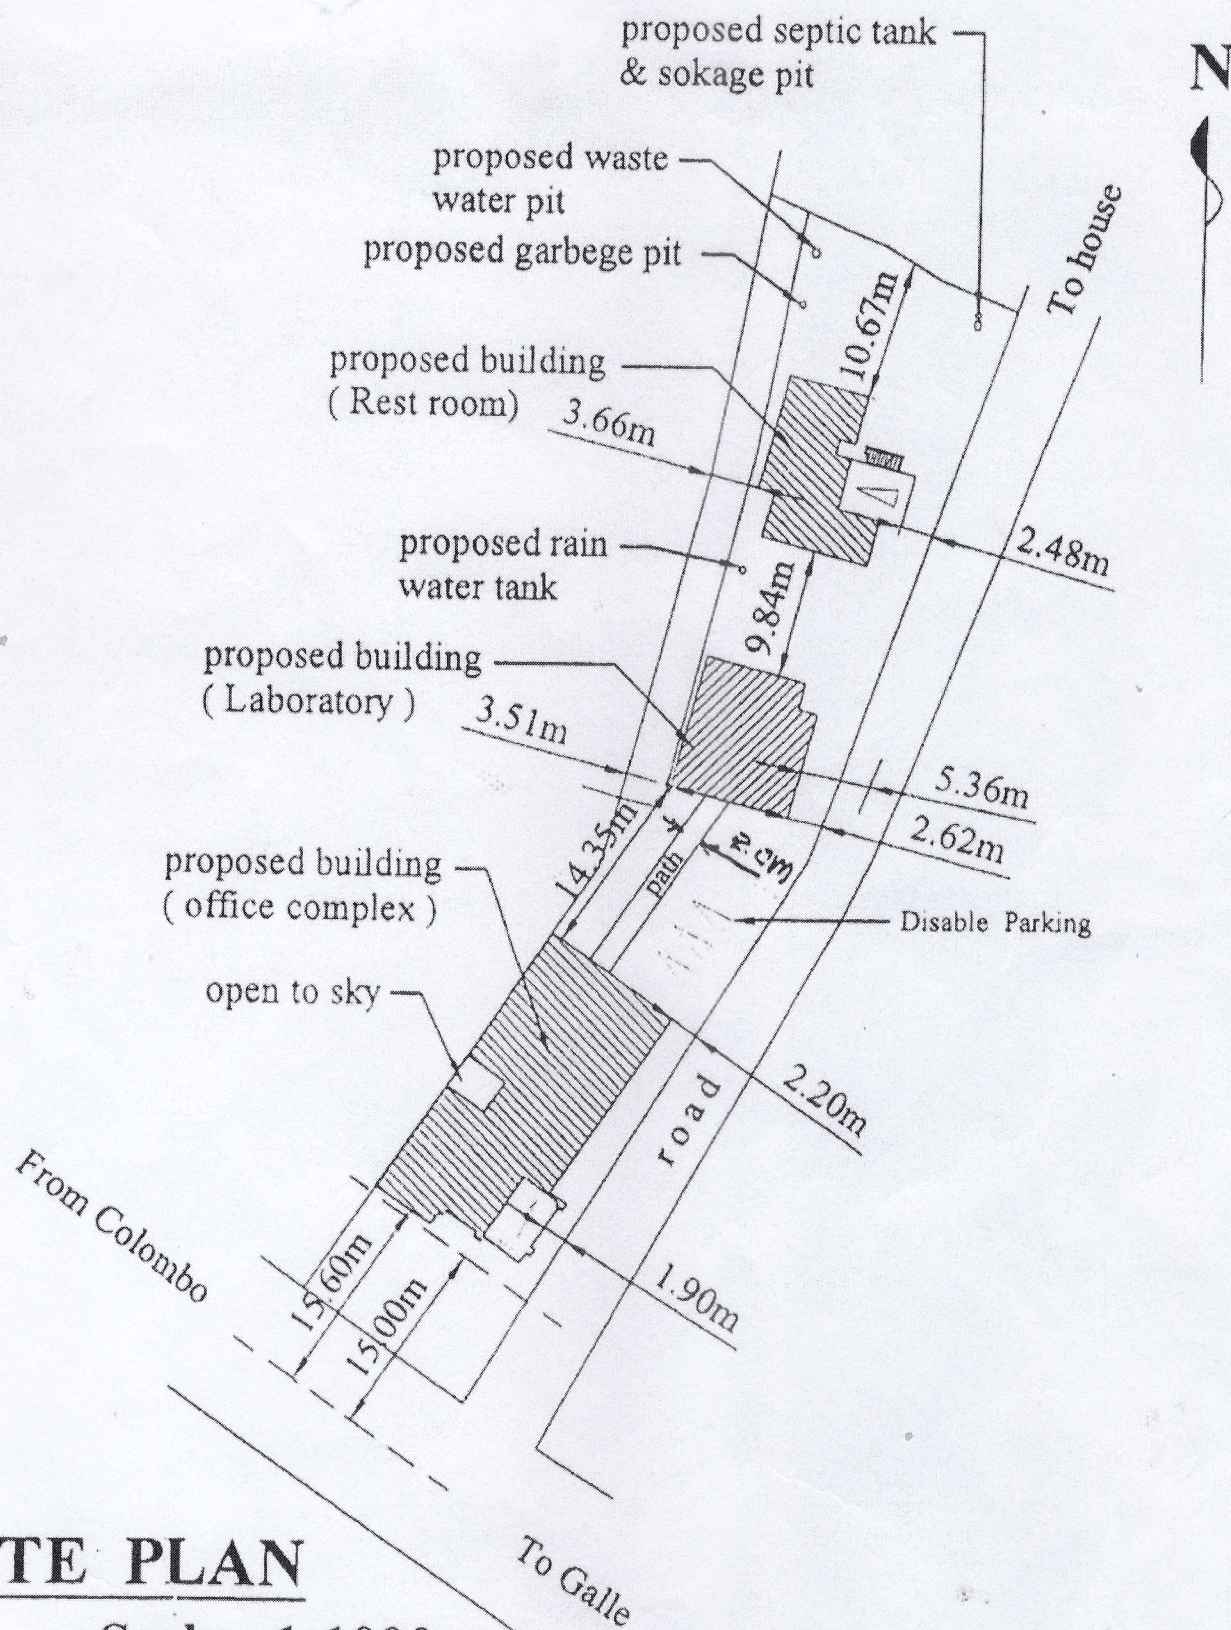 proposed septic tank
& sokage pit
N
proposed waste
water pit
proposed garbege pit
To house
10.67m
proposed building
( Rest room)
3.66m
2.48m
proposed rain
water tank
9.84m
proposed building
( Laboratory )
3.51m
5.36m
2.62m
14.35m
path
proposed building
( office complex )
Disable Parking
open to sky
2.20m
road
From Colombo
15.60m
15.00m
1.90m
TE PLAN
To Galle